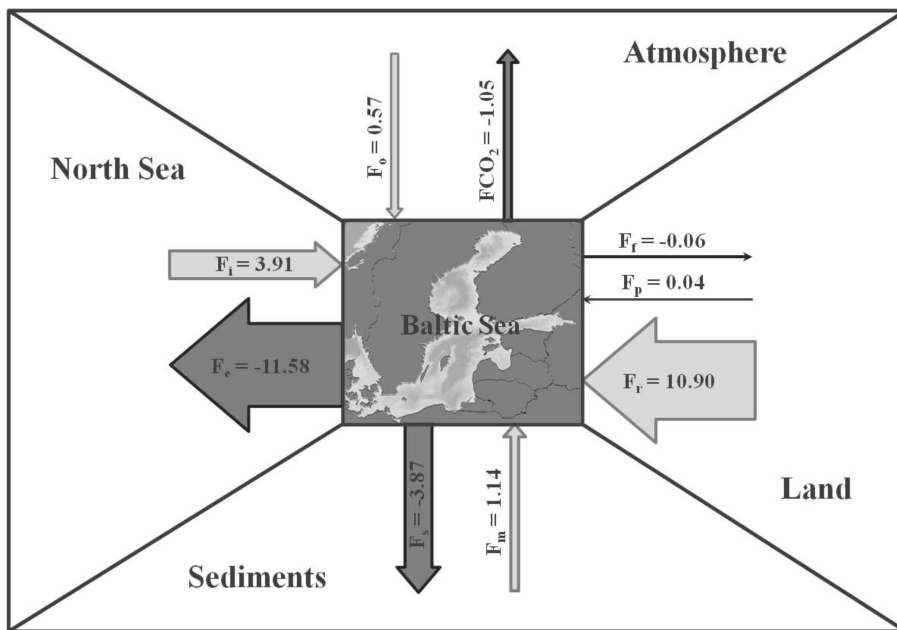 Atmosphere
North Sea
Fₒ = 0.57
FCO₂ = -1.05
Fᵢ = 3.91
F_f = -0.06
Fₚ = 0.04
Baltic Sea
Fₑ = -11.58
Fᵣ = 10.90
Fₛ = -3.87
Fₘ = 1.14
Land
Sediments